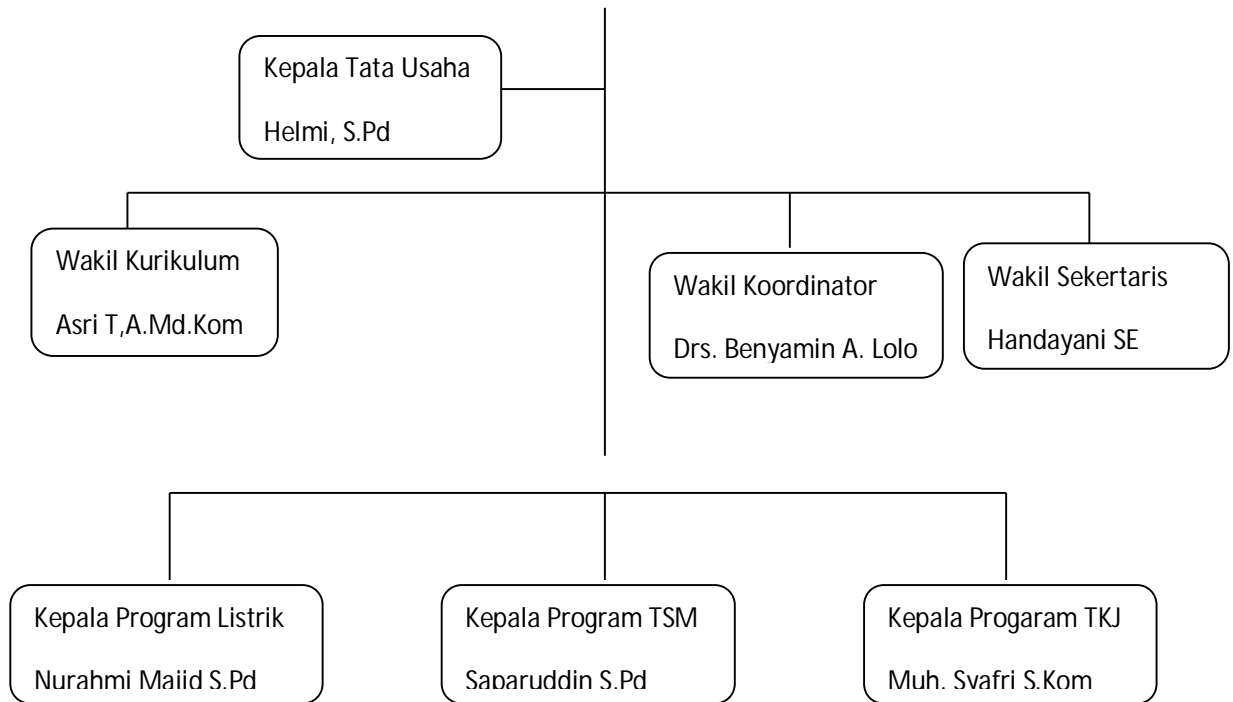 Kepala Tata Usaha
Helmi, S.Pd
Wakil Kurikulum
Asri T,A.Md.Kom
Wakil Koordinator
Drs. Benyamin A. Lolo
Wakil Sekertaris
Handayani SE
Kepala Program Listrik
Nurahmi Majid S.Pd
Kepala Program TSM
Saparuddin S.Pd
Kepala Progaram TKJ
Muh. Syafri S.Kom